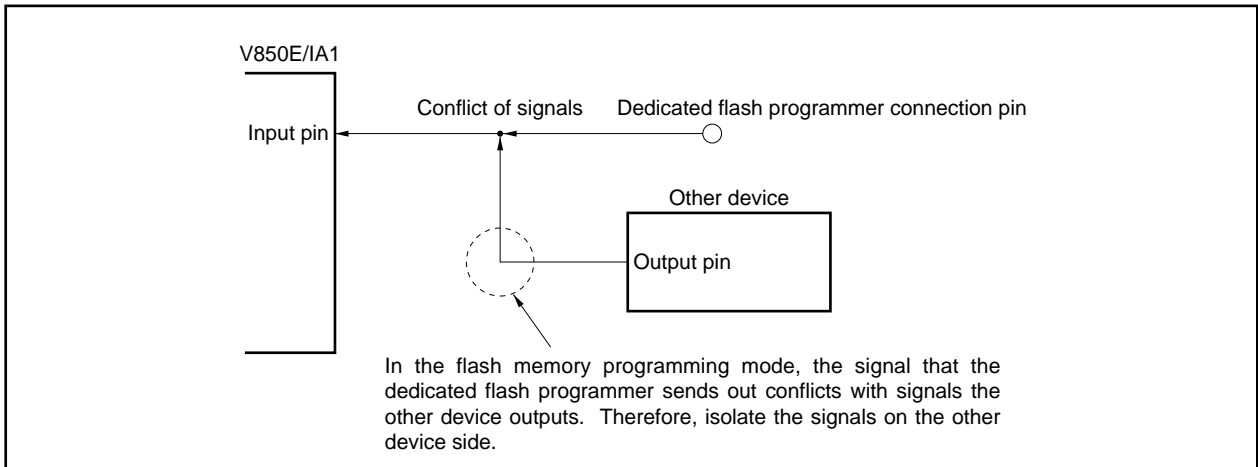 V850E/IA1
Conflict of signals
Dedicated flash programmer connection pin
Input pin
Other device
Output pin
In the flash memory programming mode, the signal that the
dedicated flash programmer sends out conflicts with signals the
other device outputs. Therefore, isolate the signals on the other
device side.